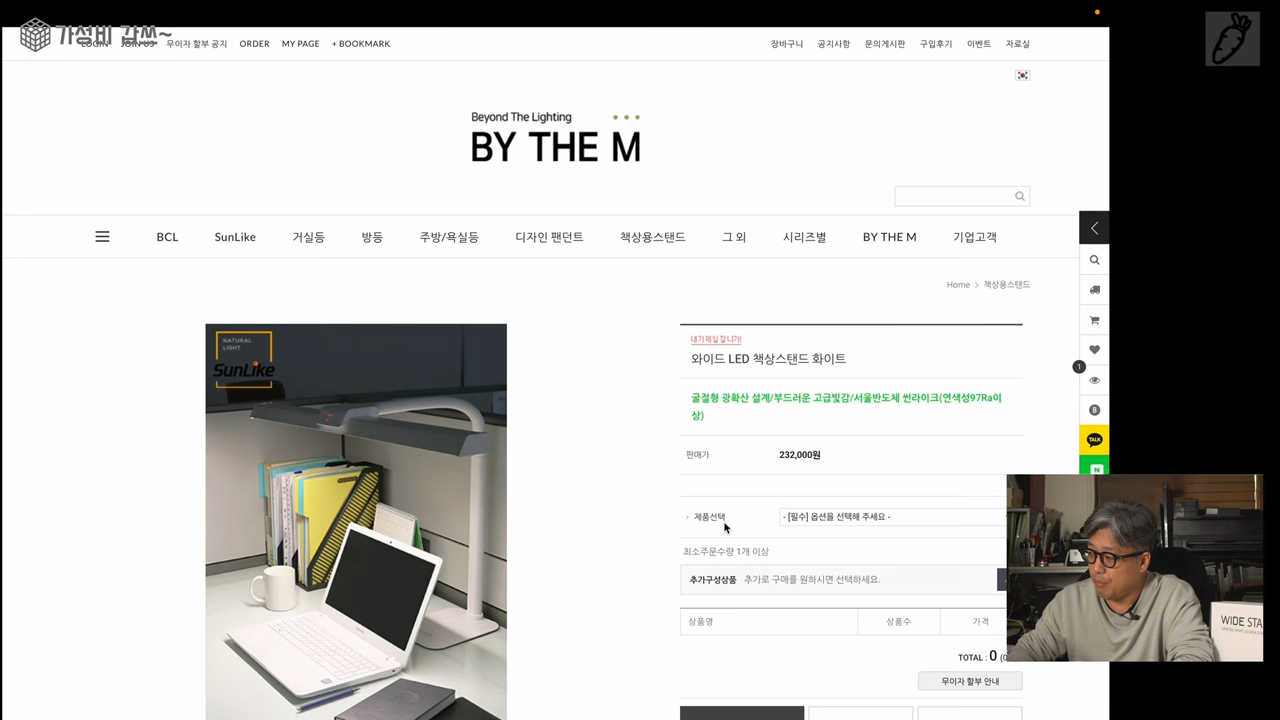 가성비 갑쓰~
LOGIN JOIN US 무이자 할부 공지 ORDER MY PAGE + BOOKMARK
장바구니 공지사항 문의게시판 구입후기 이벤트 자료실
Beyond The Lighting
BY THE M
BCL SunLike 거실등 방등 주방/욕실등 디자인 팬던트 책상용스탠드 그 외 시리즈별 BY THE M 기업고객
Home > 책상용스탠드
NATURAL
LIGHT
SunLike
내가제일잘나가!
와이드 LED 책상스탠드 화이트
굴절형 광확산 설계/부드러운 고급빛감/서울반도체 썬라이크(연색성97Ra이
상)
판매가 232,000원
제품선택 - [필수] 옵션을 선택해 주세요 -
최소주문수량 1개 이상
추가구성상품 추가로 구매를 원하시면 선택하세요.
상품명 상품수 가격
TOTAL : 0
무이자 할부 안내
1
B
TALK
N
WIDE STA